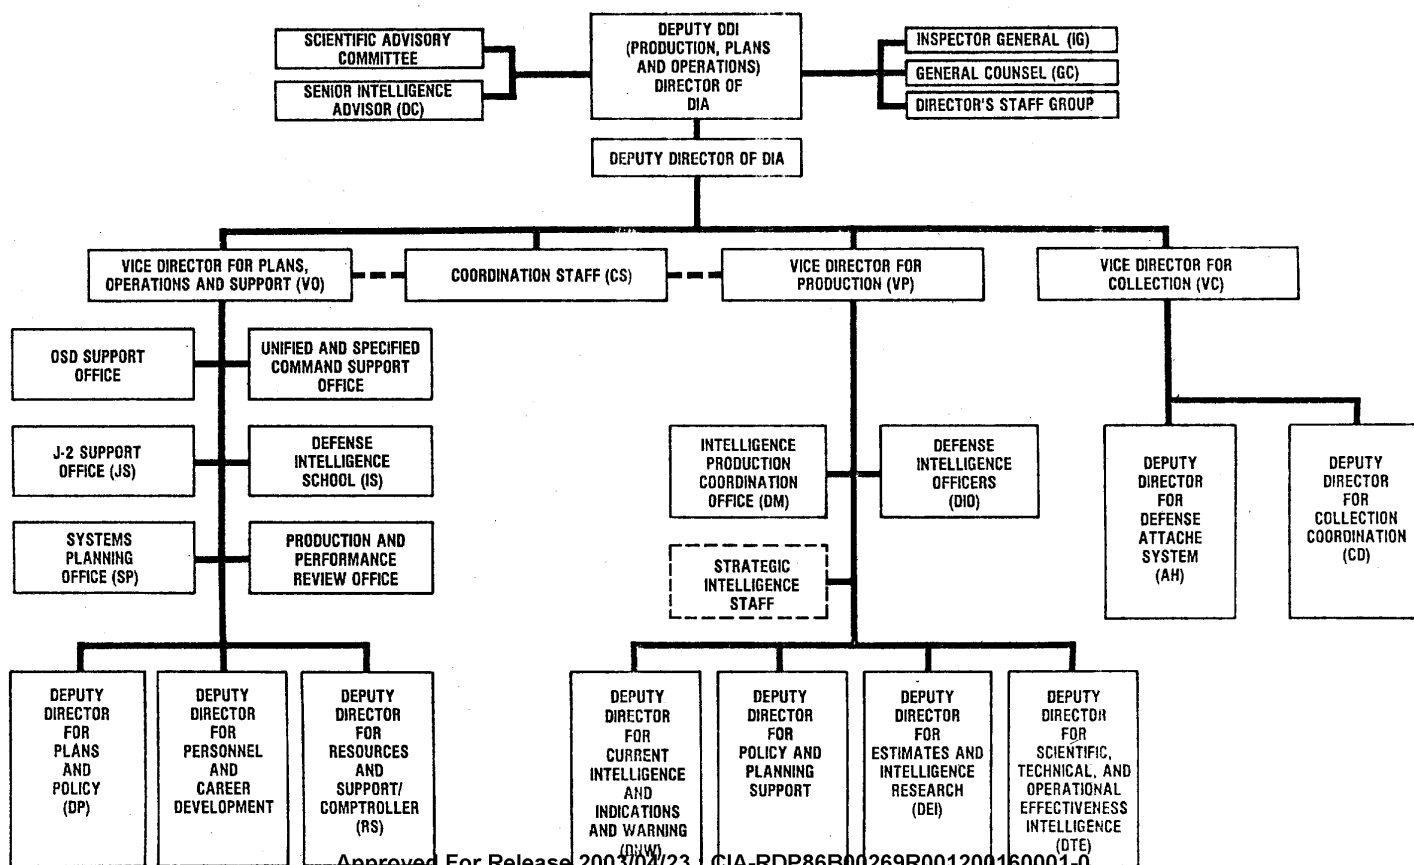 SCIENTIFIC ADVISORY
COMMITTEE
SENIOR INTELLIGENCE
ADVISOR (DC)
DEPUTY DDI
(PRODUCTION, PLANS
AND OPERATIONS)
DIRECTOR OF
DIA
INSPECTOR GENERAL (IG)
GENERAL COUNSEL (GC)
DIRECTOR'S STAFF GROUP
DEPUTY DIRECTOR OF DIA
VICE DIRECTOR FOR PLANS,
OPERATIONS AND SUPPORT (VO)
COORDINATION STAFF (CS)
VICE DIRECTOR FOR
PRODUCTION (VP)
VICE DIRECTOR FOR
COLLECTION (VC)
OSD SUPPORT
OFFICE
UNIFIED AND SPECIFIED
COMMAND SUPPORT
OFFICE
J-2 SUPPORT
OFFICE (JS)
DEFENSE
INTELLIGENCE
SCHOOL (IS)
SYSTEMS
PLANNING
OFFICE (SP)
PRODUCTION AND
PERFORMANCE
REVIEW OFFICE
INTELLIGENCE
PRODUCTION
COORDINATION
OFFICE (DM)
DEFENSE
INTELLIGENCE
OFFICERS
(DIO)
STRATEGIC
INTELLIGENCE
STAFF
DEPUTY
DIRECTOR
FOR
DEFENSE
ATTACHE
SYSTEM
(AH)
DEPUTY
DIRECTOR
FOR
COLLECTION
COORDINATION
(CD)
DEPUTY
DIRECTOR
FOR
PLANS
AND
POLICY
(DP)
DEPUTY
DIRECTOR
FOR
PERSONNEL
AND
CAREER
DEVELOPMENT
DEPUTY
DIRECTOR
FOR
RESOURCES
AND
SUPPORT/
COMPTROLLER
(RS)
DEPUTY
DIRECTOR
FOR
CURRENT
INTELLIGENCE
AND
INDICATIONS
AND WARNING
DEPUTY
DIRECTOR
FOR
POLICY AND
PLANNING
SUPPORT
DEPUTY
DIRECTOR
FOR
ESTIMATES AND
INTELLIGENCE
RESEARCH
(DEI)
DEPUTY
DIRECTOR
FOR
SCIENTIFIC,
TECHNICAL, AND
OPERATIONAL
EFFECTIVENESS
INTELLIGENCE
(DTE)
Approved For Release 2003/04/23 : CIA-RDP86B00269R001200160001-0